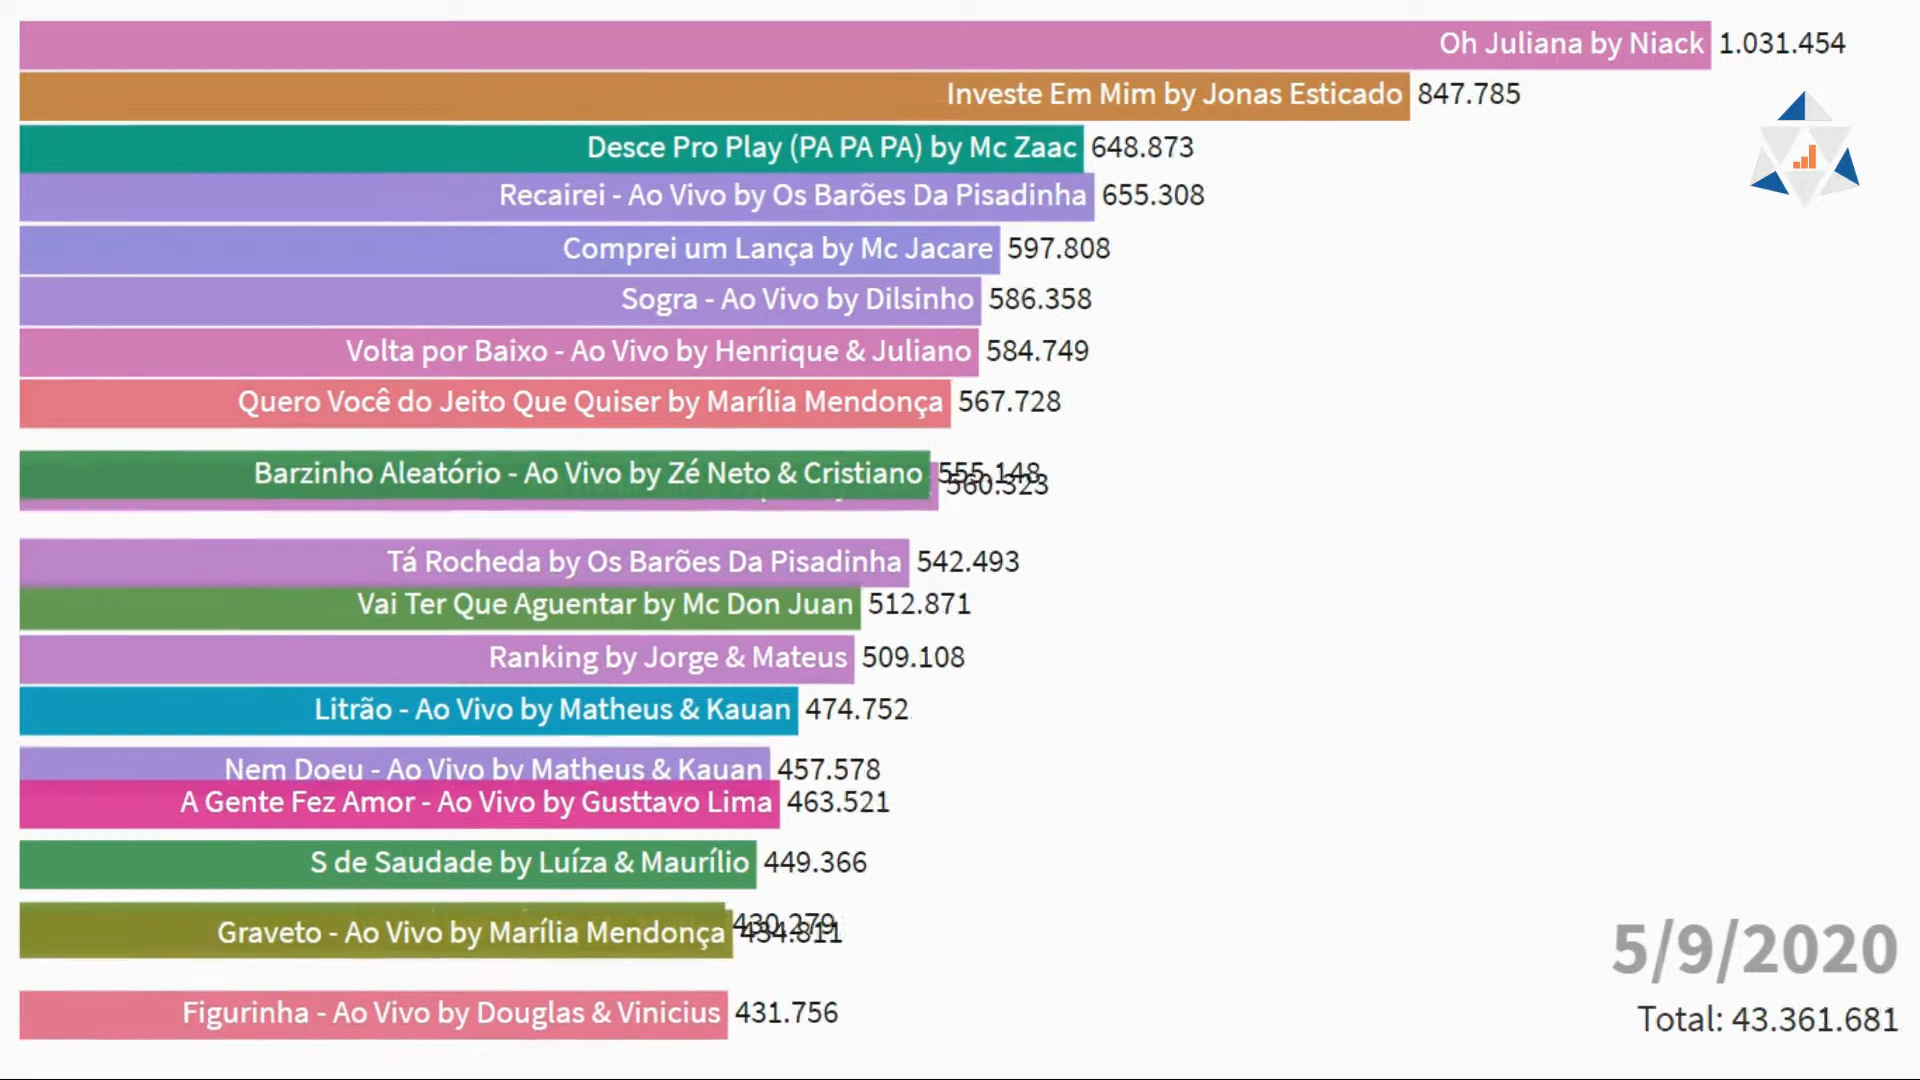 Oh Juliana by Niack 1.031.454
Investe Em Mim by Jonas Esticado 847.785
Desce Pro Play (PA PA PA) by Mc Zaac 648.873
Recairei - Ao Vivo by Os Barões Da Pisadinha 655.308
Comprei um Lança by Mc Jacare 597.808
Sogra - Ao Vivo by Dilsinho 586.358
Volta por Baixo - Ao Vivo by Henrique & Juliano 584.749
Quero Você do Jeito Que Quiser by Marília Mendonça 567.728
Barzinho Aleatório - Ao Vivo by Zé Neto & Cristiano 555.148
560.323
Tá Rocheda by Os Barões Da Pisadinha 542.493
Vai Ter Que Aguentar by Mc Don Juan 512.871
Ranking by Jorge & Mateus 509.108
Litrão - Ao Vivo by Matheus & Kauan 474.752
Nem Doeu - Ao Vivo by Matheus & Kauan 457.578
A Gente Fez Amor - Ao Vivo by Gusttavo Lima 463.521
S de Saudade by Luíza & Maurílio 449.366
430.279
Graveto - Ao Vivo by Marília Mendonça 434.811
Figurinha - Ao Vivo by Douglas & Vinicius 431.756
5/9/2020
Total: 43.361.681